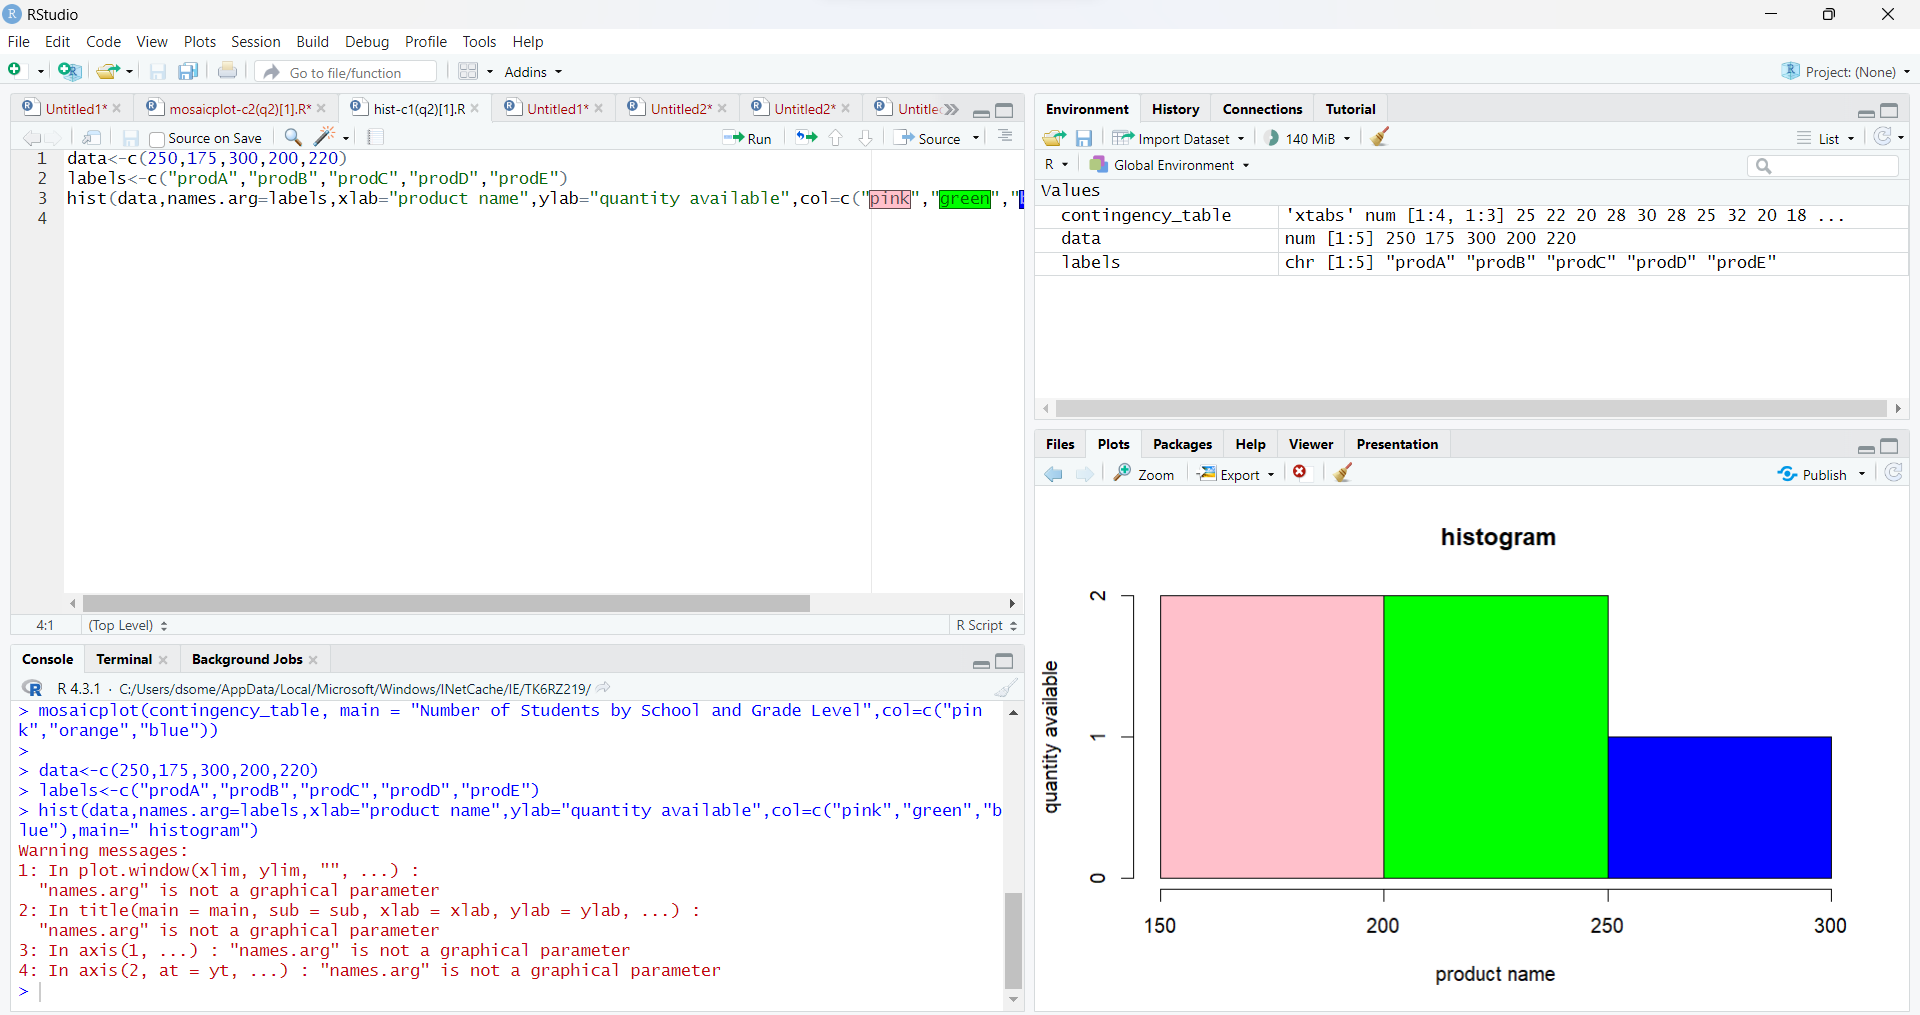 RStudio
File Edit Code View Plots Session Build Debug Profile Tools Help
Go to file/function Addins Project: (None)
Untitled1* mosaicplot-c2(q2)[1].R* hist-c1(q2)[1].R Untitled1* Untitled2* Untitled2* Untitle
Source on Save Run Source
1 data<-c(250,175,300,200,220)
2 labels<-c("prodA","prodB","prodC","prodD","prodE")
3 hist(data,names.arg=labels,xlab="product name",ylab="quantity available",col=c("pink","green","
4
4:1 (Top Level) R Script
Console Terminal Background Jobs
R 4.3.1 · C:/Users/dsome/AppData/Local/Microsoft/Windows/INetCache/IE/TK6RZ219/
> mosaicplot(contingency_table, main = "Number of Students by School and Grade Level",col=c("pin
k","orange","blue"))
>
> data<-c(250,175,300,200,220)
> labels<-c("prodA","prodB","prodC","prodD","prodE")
> hist(data,names.arg=labels,xlab="product name",ylab="quantity available",col=c("pink","green","b
lue"),main=" histogram")
Warning messages:
1: In plot.window(xlim, ylim, "", ...) :
"names.arg" is not a graphical parameter
2: In title(main = main, sub = sub, xlab = xlab, ylab = ylab, ...) :
"names.arg" is not a graphical parameter
3: In axis(1, ...) : "names.arg" is not a graphical parameter
4: In axis(2, at = yt, ...) : "names.arg" is not a graphical parameter
>
Environment History Connections Tutorial
Import Dataset 140 MiB List
R Global Environment
Values
contingency_table 'xtabs' num [1:4, 1:3] 25 22 20 28 30 28 25 32 20 18 ...
data num [1:5] 250 175 300 200 220
labels chr [1:5] "prodA" "prodB" "prodC" "prodD" "prodE"
Files Plots Packages Help Viewer Presentation
Zoom Export Publish
histogram
quantity available
2
1
0
150 200 250 300
product name